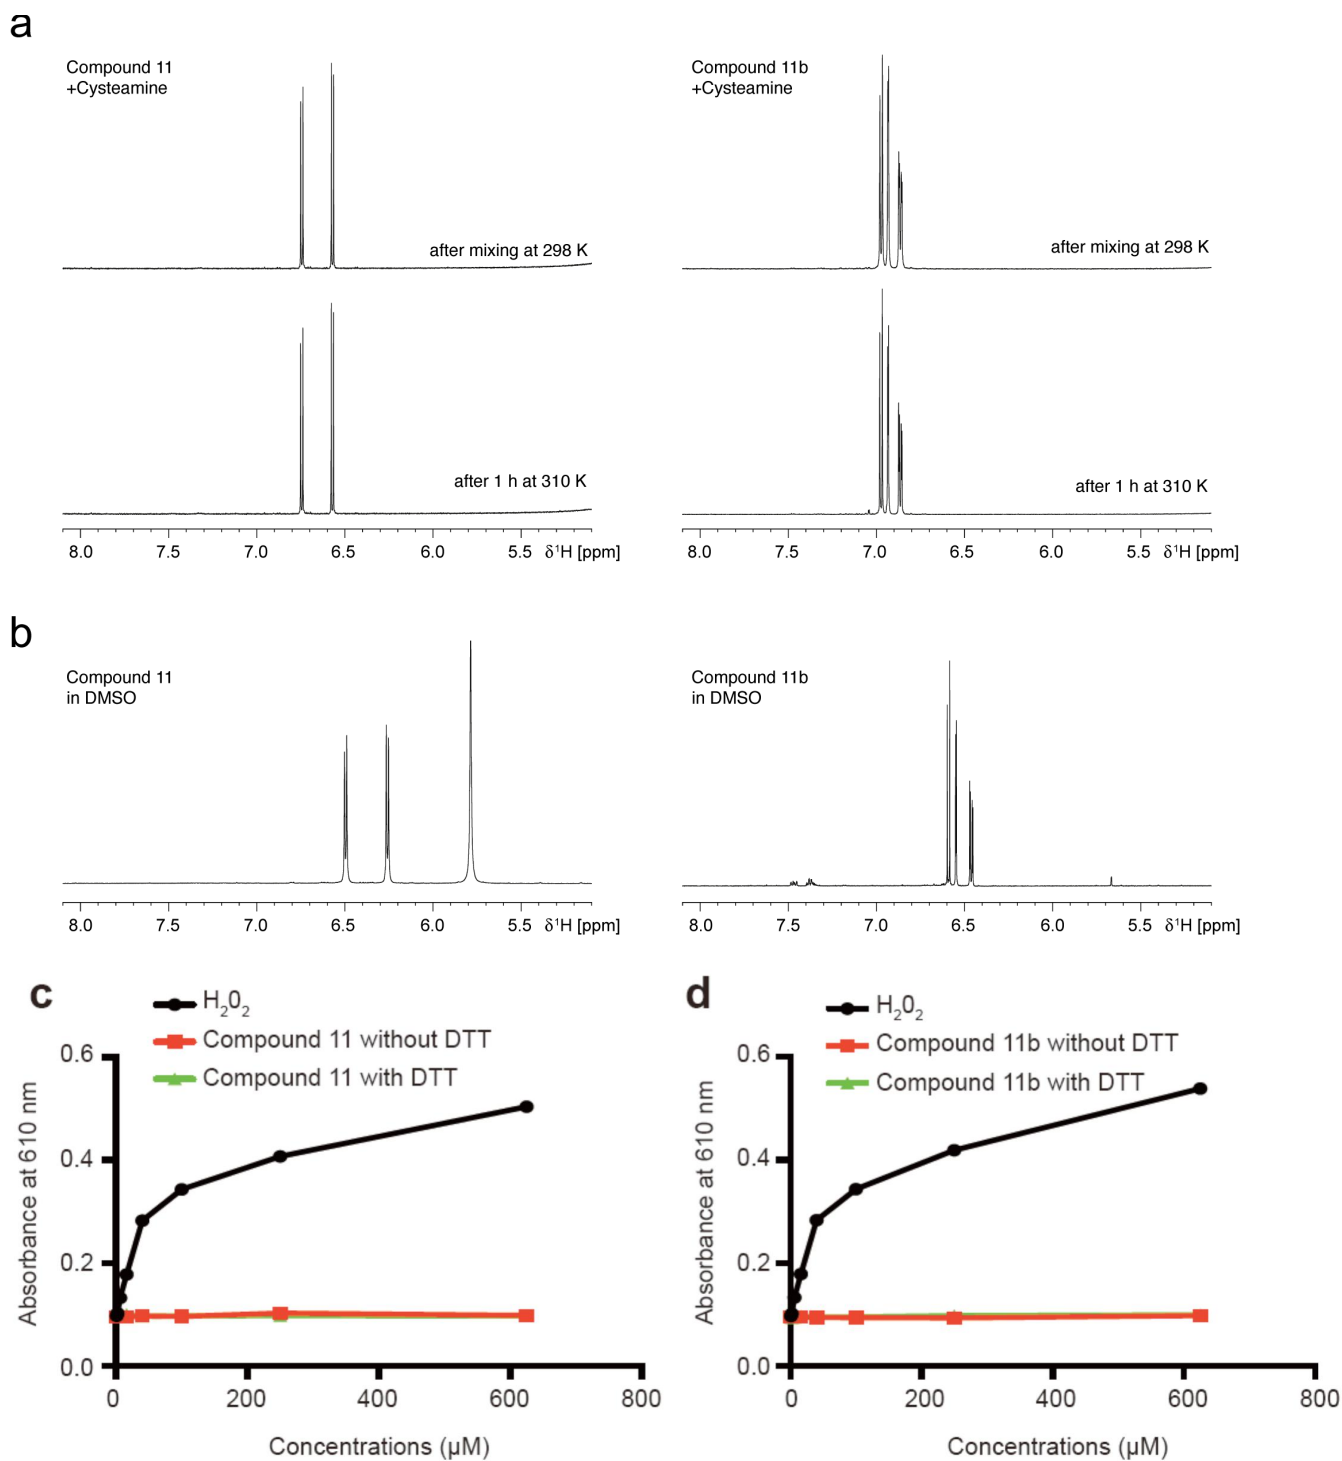 a
Compound 11
+Cysteamine
after mixing at 298 K
after 1 h at 310 K
8.0 7.5 7.0 6.5 6.0 5.5 δ¹H [ppm]
Compound 11b
+Cysteamine
after mixing at 298 K
after 1 h at 310 K
8.0 7.5 7.0 6.5 6.0 5.5 δ¹H [ppm]
b
Compound 11
in DMSO
8.0 7.5 7.0 6.5 6.0 5.5 δ¹H [ppm]
Compound 11b
in DMSO
8.0 7.5 7.0 6.5 6.0 5.5 δ¹H [ppm]
c
H₂0₂
Compound 11 without DTT
Compound 11 with DTT
Absorbance at 610 nm
0.6
0.4
0.2
0.0
0 200 400 600 800
Concentrations (µM)
d
H₂0₂
Compound 11b without DTT
Compound 11b with DTT
Absorbance at 610 nm
0.6
0.4
0.2
0.0
0 200 400 600 800
Concentrations (µM)